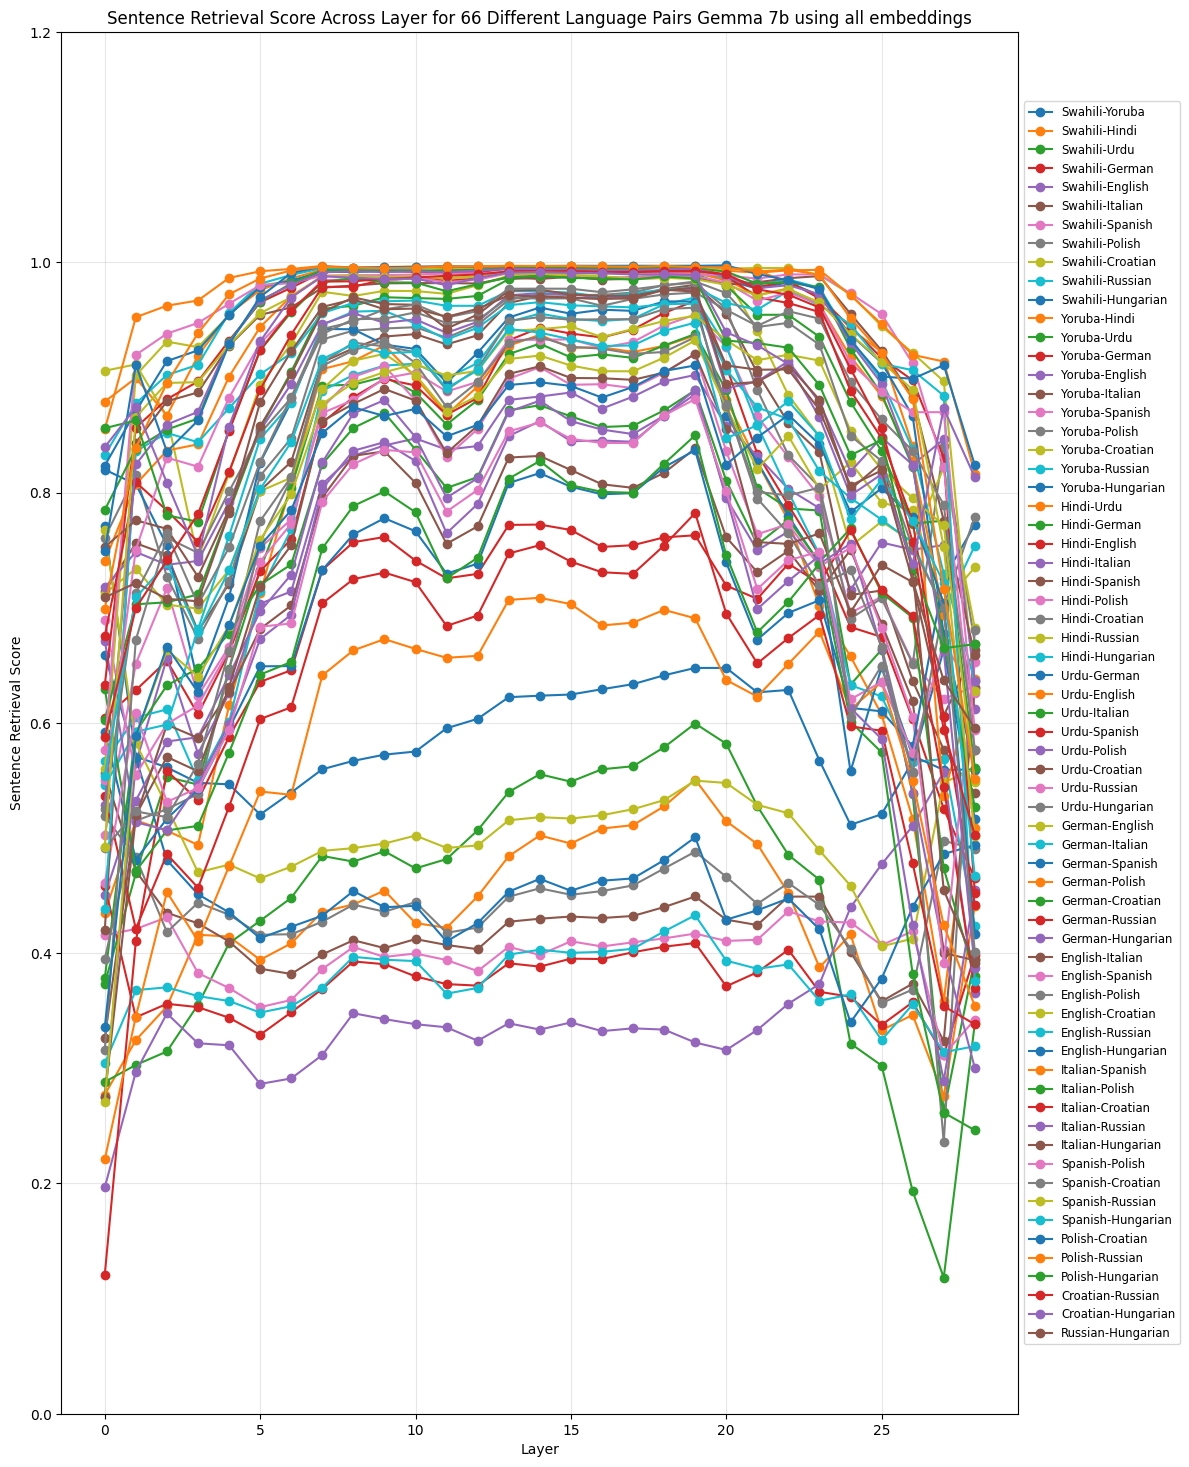 Sentence Retrieval Score Across Layer for 66 Different Language Pairs Gemma 7b using all embeddings
1.2
1.0
0.8
0.6
0.4
0.2
0.0
Sentence Retrieval Score
0 5 10 15 20 25
Layer
Swahili-Yoruba
Swahili-Hindi
Swahili-Urdu
Swahili-German
Swahili-English
Swahili-Italian
Swahili-Spanish
Swahili-Polish
Swahili-Croatian
Swahili-Russian
Swahili-Hungarian
Yoruba-Hindi
Yoruba-Urdu
Yoruba-German
Yoruba-English
Yoruba-Italian
Yoruba-Spanish
Yoruba-Polish
Yoruba-Croatian
Yoruba-Russian
Yoruba-Hungarian
Hindi-Urdu
Hindi-German
Hindi-English
Hindi-Italian
Hindi-Spanish
Hindi-Polish
Hindi-Croatian
Hindi-Russian
Hindi-Hungarian
Urdu-German
Urdu-English
Urdu-Italian
Urdu-Spanish
Urdu-Polish
Urdu-Croatian
Urdu-Russian
Urdu-Hungarian
German-English
German-Italian
German-Spanish
German-Polish
German-Croatian
German-Russian
German-Hungarian
English-Italian
English-Spanish
English-Polish
English-Croatian
English-Russian
English-Hungarian
Italian-Spanish
Italian-Polish
Italian-Croatian
Italian-Russian
Italian-Hungarian
Spanish-Polish
Spanish-Croatian
Spanish-Russian
Spanish-Hungarian
Polish-Croatian
Polish-Russian
Polish-Hungarian
Croatian-Russian
Croatian-Hungarian
Russian-Hungarian